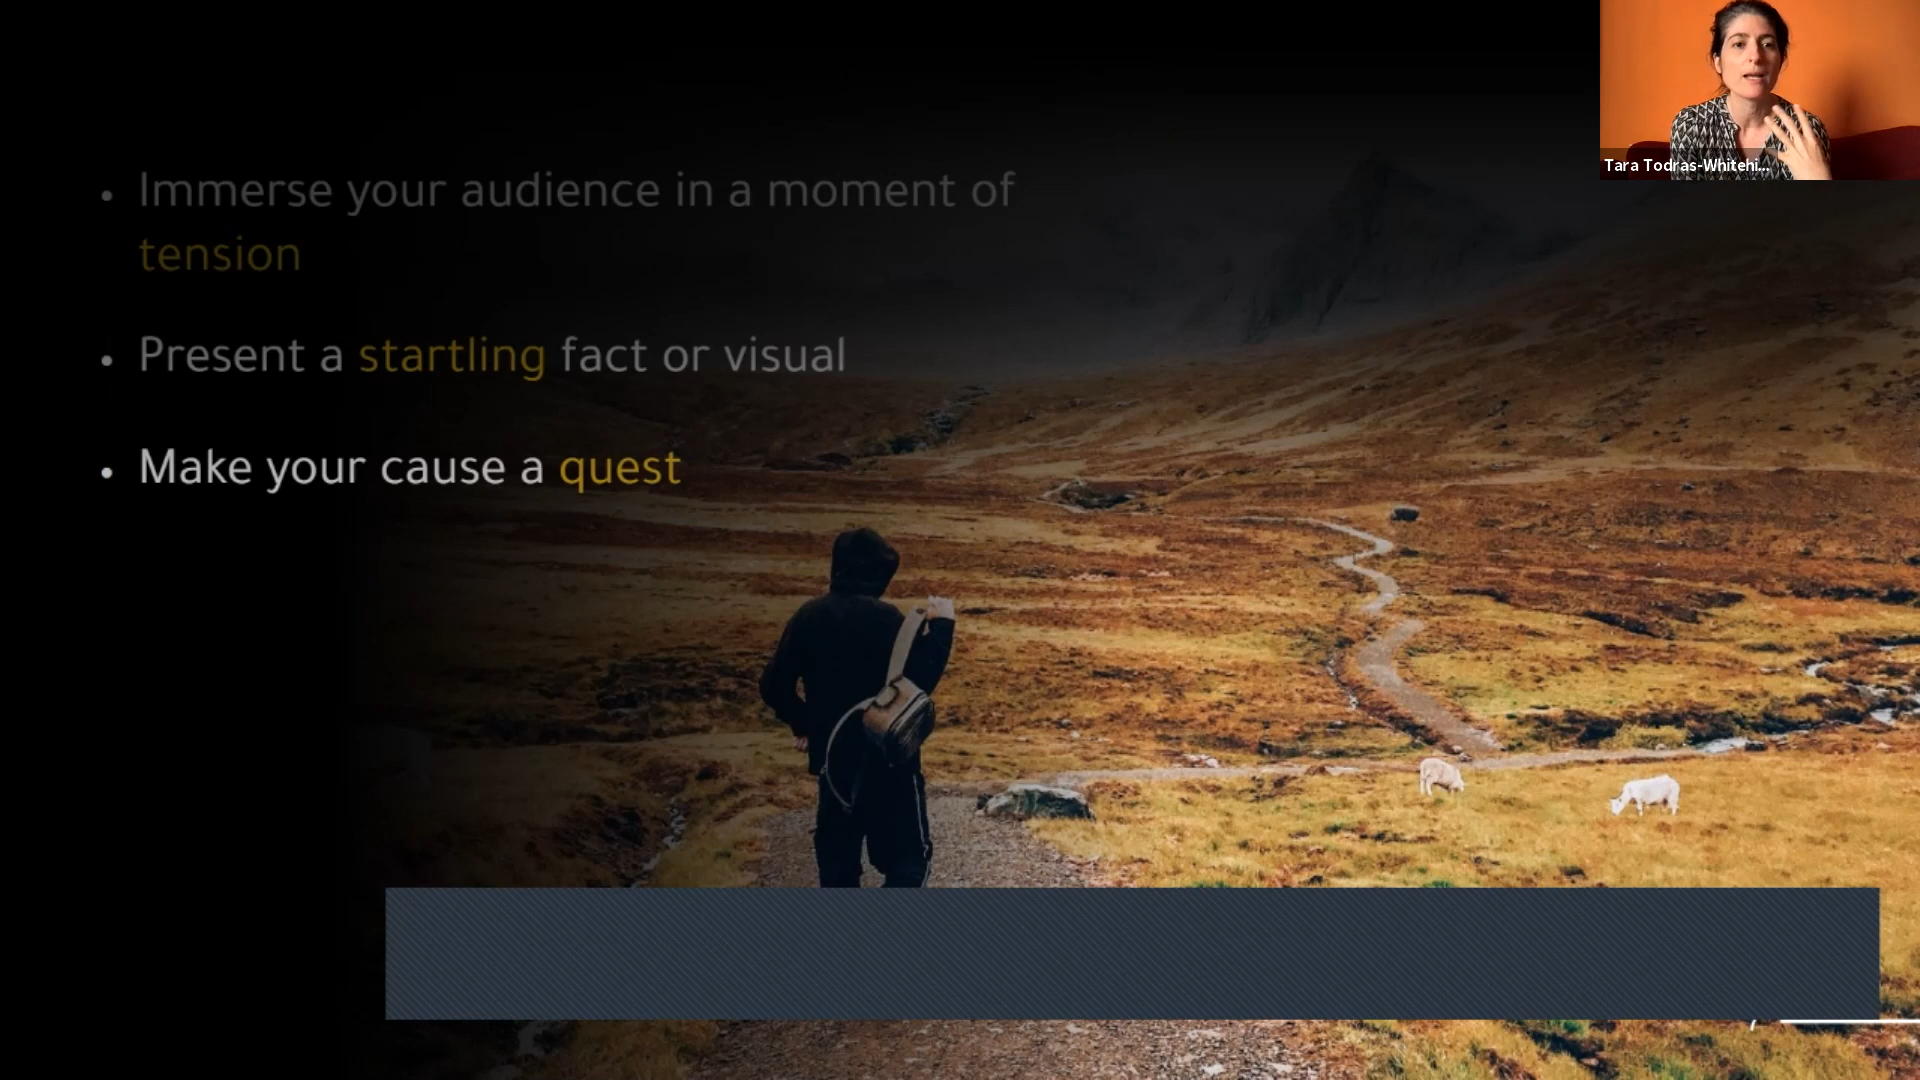 • Immerse your audience in a moment of
tension
• Present a startling fact or visual
• Make your cause a quest
Tara Todras-Whitehi...